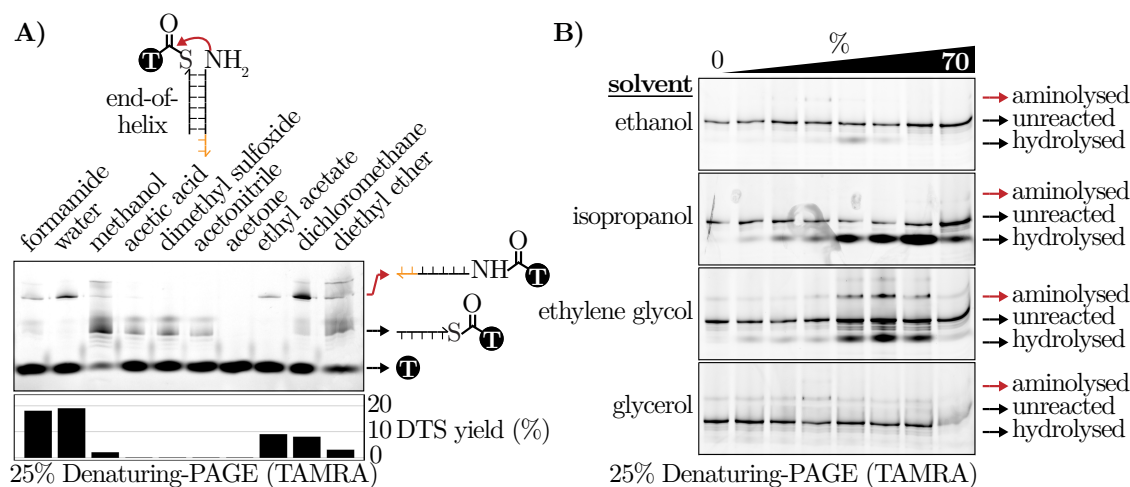 A)
O
T
S
NH2
end-of-
helix
formamide
water
methanol
acetic acid
dimethyl sulfoxide
acetonitrile
acetone
ethyl acetate
dichloromethane
diethyl ether
O
NH
T
O
S
T
T
20
10
0
DTS yield (%)
25% Denaturing-PAGE (TAMRA)
B)
%
0
70
solvent
ethanol
aminolysed
unreacted
hydrolysed
isopropanol
aminolysed
unreacted
hydrolysed
ethylene glycol
aminolysed
unreacted
hydrolysed
glycerol
aminolysed
unreacted
hydrolysed
25% Denaturing-PAGE (TAMRA)